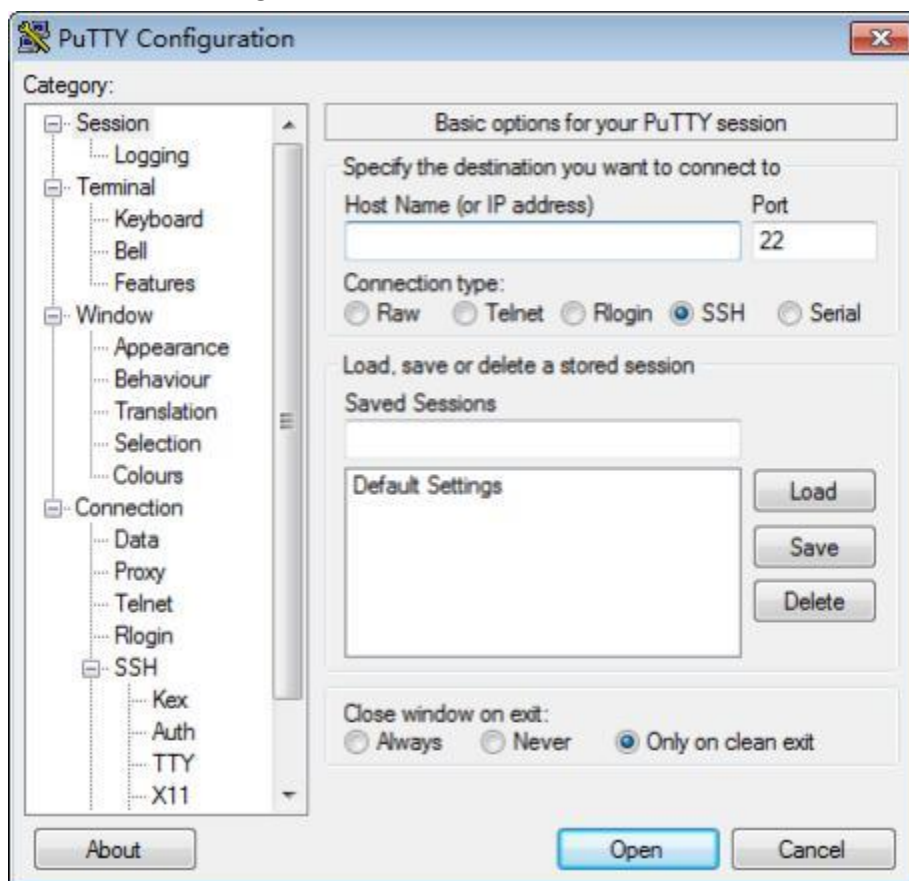 PuTTY Configuration
Category:
Session
Logging
Terminal
Keyboard
Bell
Features
Window
Appearance
Behaviour
Translation
Selection
Colours
Connection
Data
Proxy
Telnet
Rlogin
SSH
Kex
Auth
TTY
X11
Basic options for your PuTTY session
Specify the destination you want to connect to
Host Name (or IP address) Port
22
Connection type:
Raw Telnet Rlogin SSH Serial
Load, save or delete a stored session
Saved Sessions
Default Settings
Load
Save
Delete
Close window on exit:
Always Never Only on clean exit
About Open Cancel